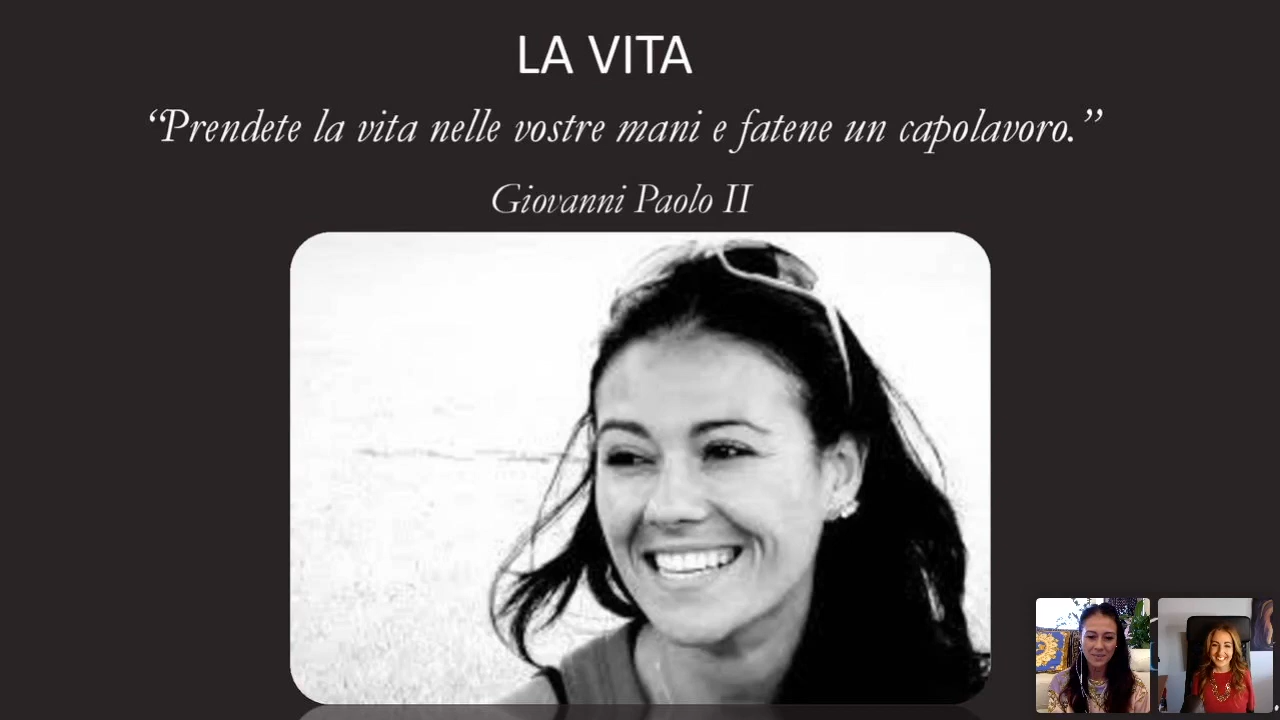 LA VITA
“Prendete la vita nelle vostre mani e fatene un capolavoro.”
Giovanni Paolo II